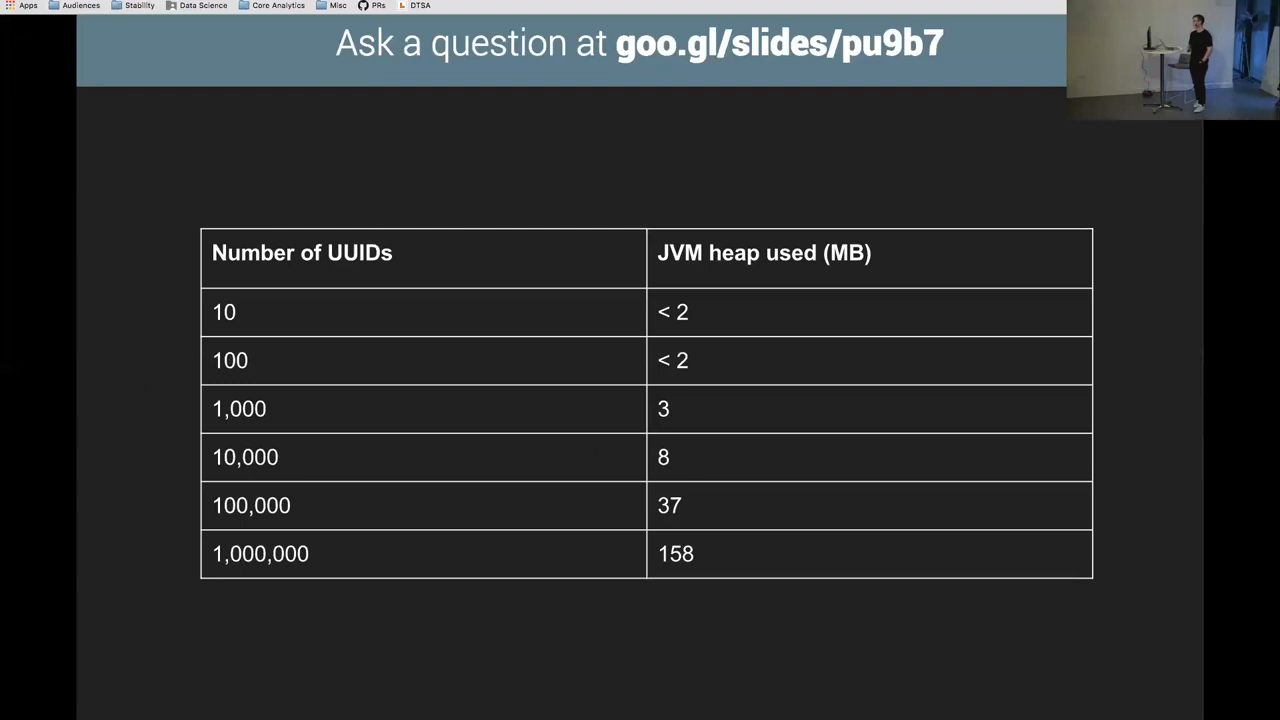 Apps Audiences Stability Data Science Core Analytics Misc PRs L DTSA
Ask a question at goo.gl/slides/pu9b7
Number of UUIDs JVM heap used (MB)
10 < 2
100 < 2
1,000 3
10,000 8
100,000 37
1,000,000 158